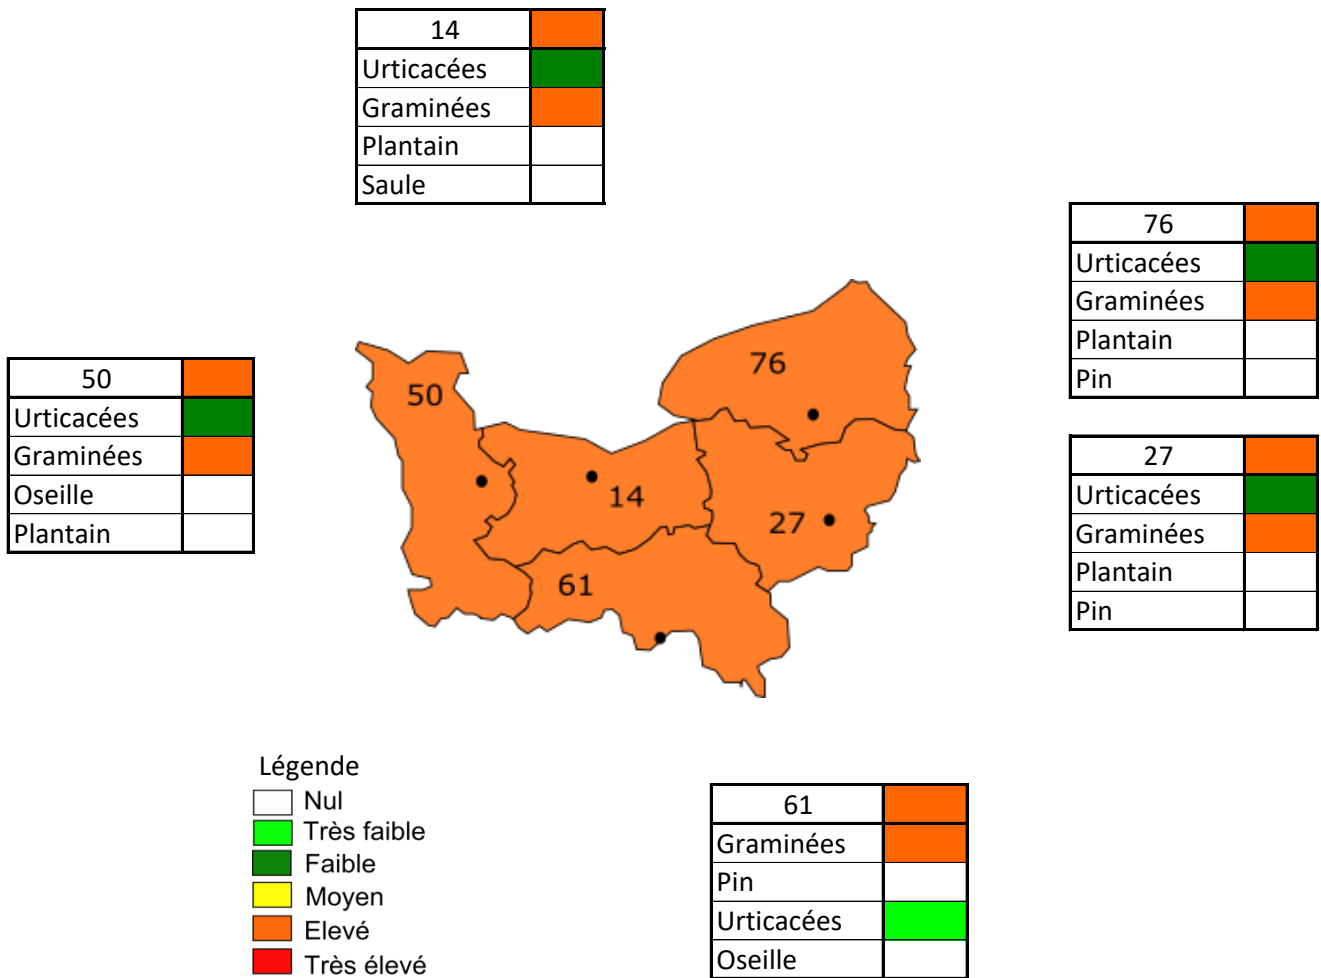 14
Urticacées
Graminées
Plantain
Saule
76
Urticacées
Graminées
Plantain
Pin
50
Urticacées
Graminées
Oseille
Plantain
27
Urticacées
Graminées
Plantain
Pin
76
50
14
27
61
Légende
Nul
Très faible
Faible
Moyen
Elevé
Très élevé
61
Graminées
Pin
Urticacées
Oseille